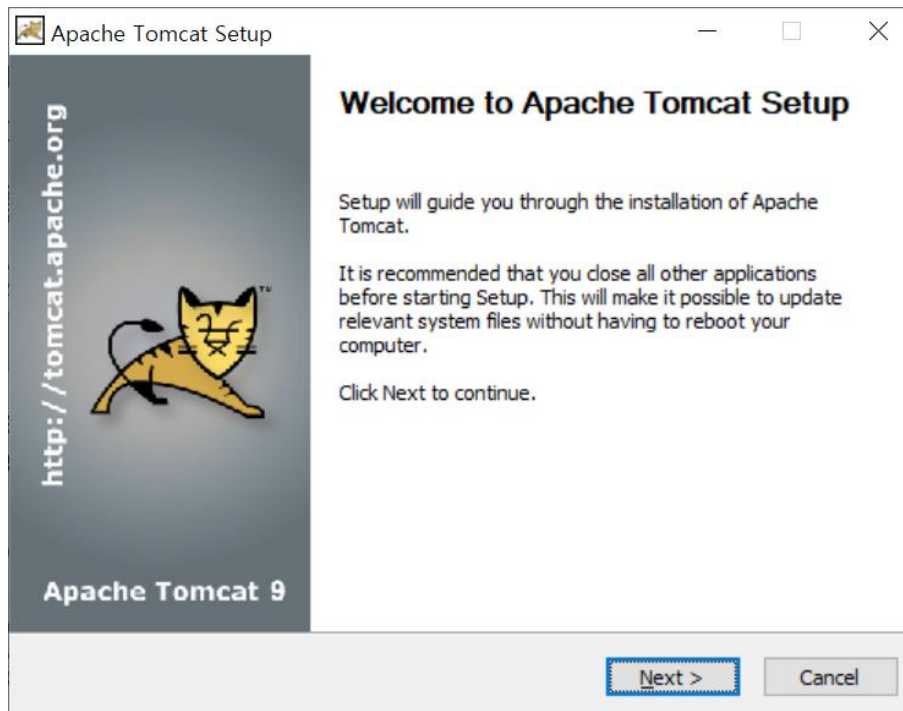 Apache Tomcat Setup
http://tomcat.apache.org
Apache Tomcat 9
Welcome to Apache Tomcat Setup
Setup will guide you through the installation of Apache
Tomcat.
It is recommended that you close all other applications
before starting Setup. This will make it possible to update
relevant system files without having to reboot your
computer.
Click Next to continue.
Next >
Cancel